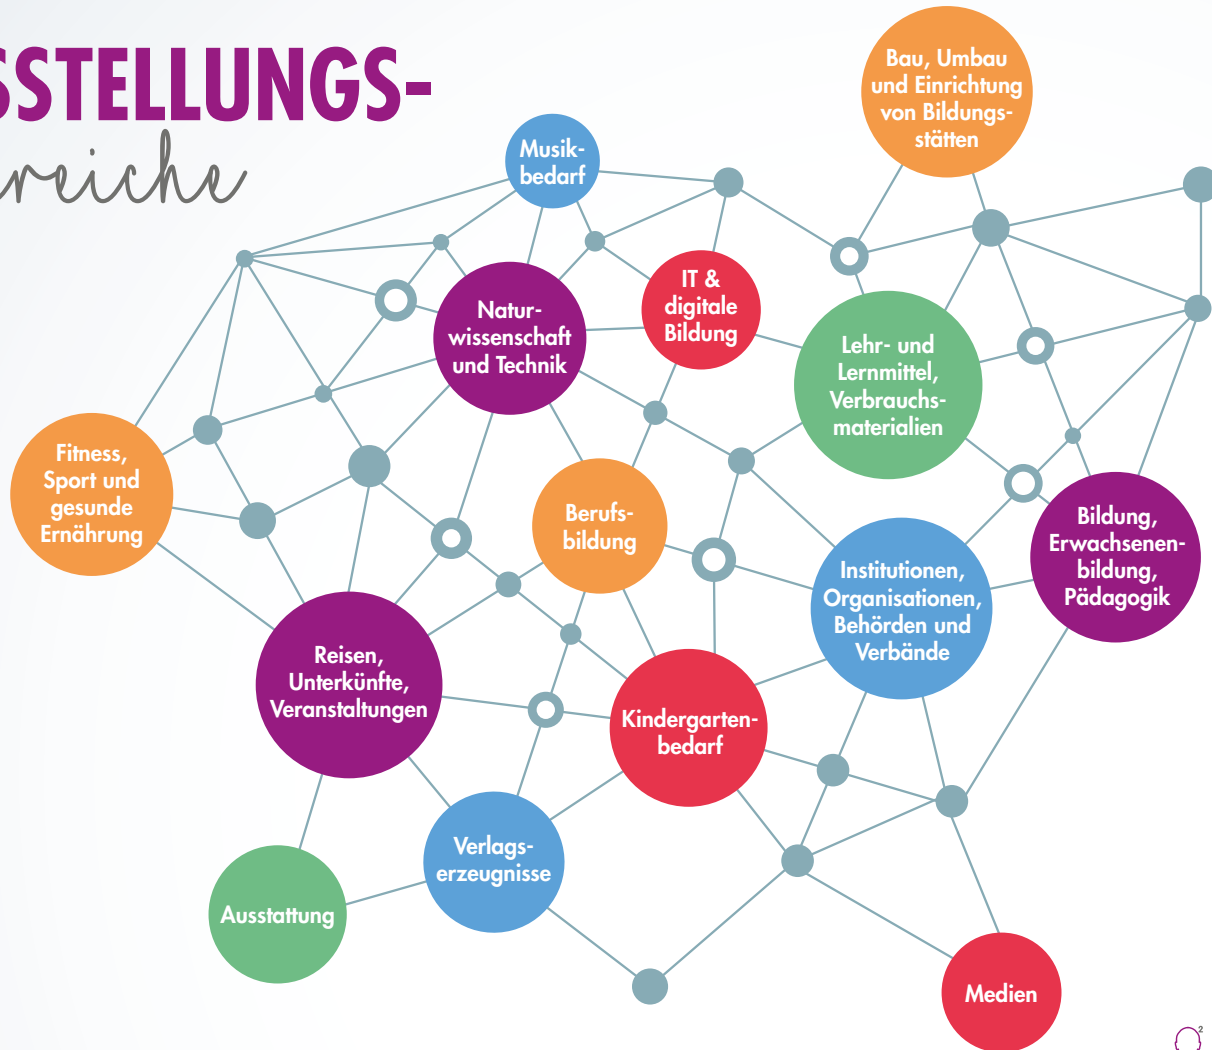 SSTELLUNGS-
reiche
Bau, Umbau
und Einrichtung
von Bildungs-
stätten
Musik-
bedarf
IT &
digitale
Bildung
Natur-
wissenschaft
und Technik
Lehr- und
Lernmittel,
Verbrauchs-
materialien
Fitness,
Sport und
gesunde
Ernährung
Berufs-
bildung
Bildung,
Erwachsenen-
bildung,
Pädagogik
Institutionen,
Organisationen,
Behörden und
Verbände
Reisen,
Unterkünfte,
Veranstaltungen
Kindergarten-
bedarf
Verlags-
erzeugnisse
Ausstattung
Medien
2